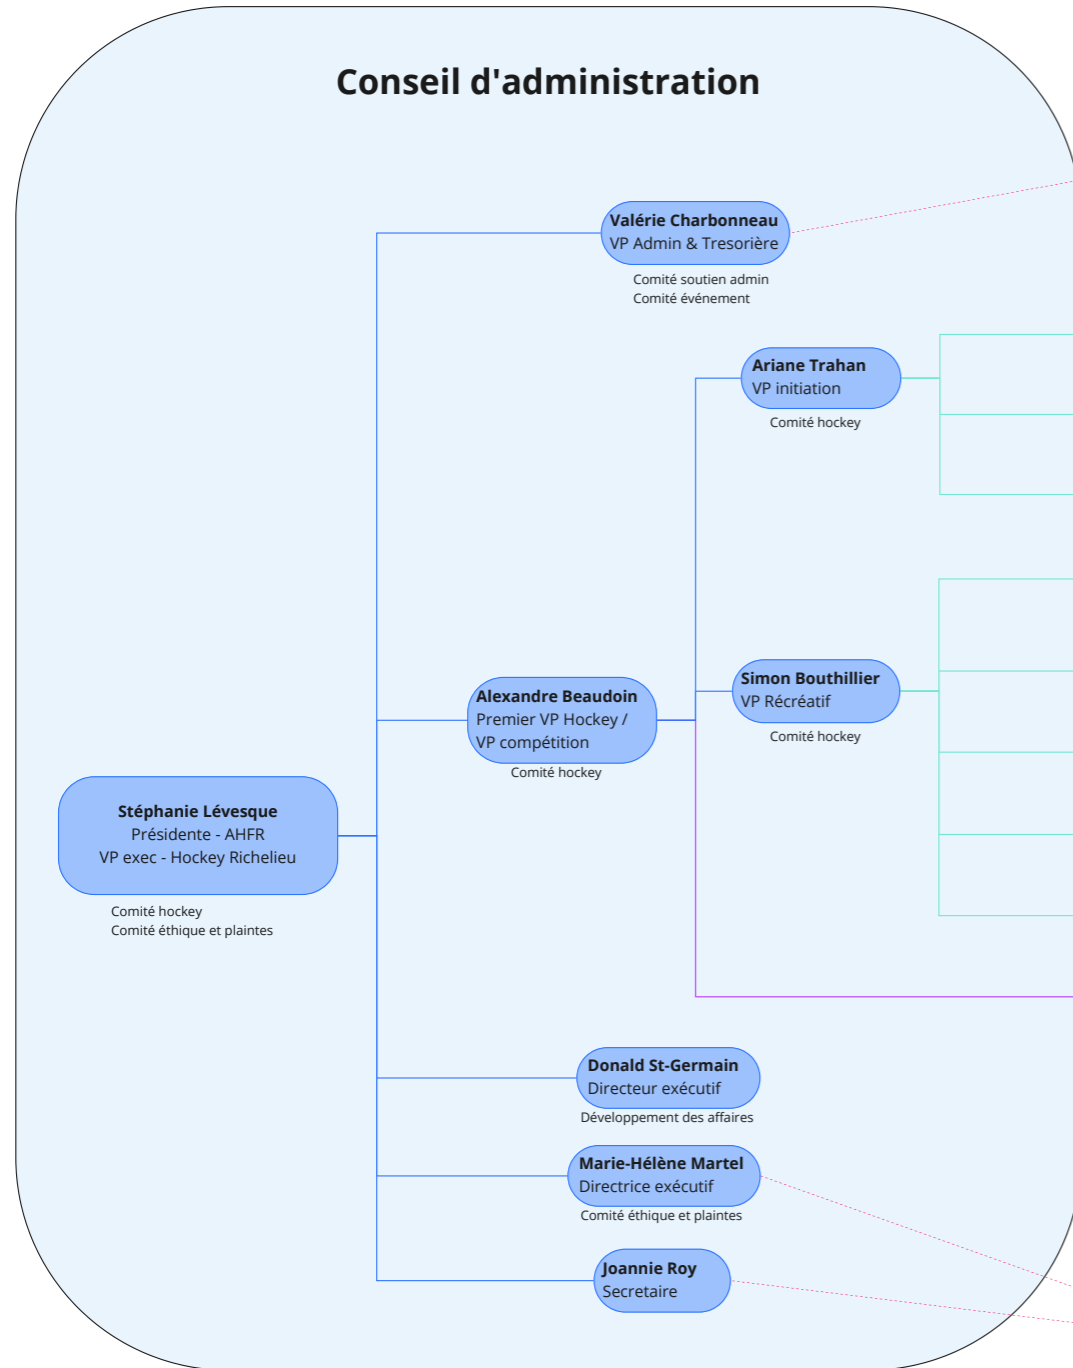 Conseil d'administration
Valérie Charbonneau
VP Admin & Tresorière
Comité soutien admin
Comité événement
Ariane Trahan
VP initiation
Comité hockey
Simon Bouthillier
VP Récréatif
Comité hockey
Alexandre Beaudoin
Premier VP Hockey /
VP compétition
Comité hockey
Stéphanie Lévesque
Présidente - AHFR
VP exec - Hockey Richelieu
Comité hockey
Comité éthique et plaintes
Donald St-Germain
Directeur exécutif
Développement des affaires
Marie-Hélène Martel
Directrice exécutif
Comité éthique et plaintes
Joannie Roy
Secretaire